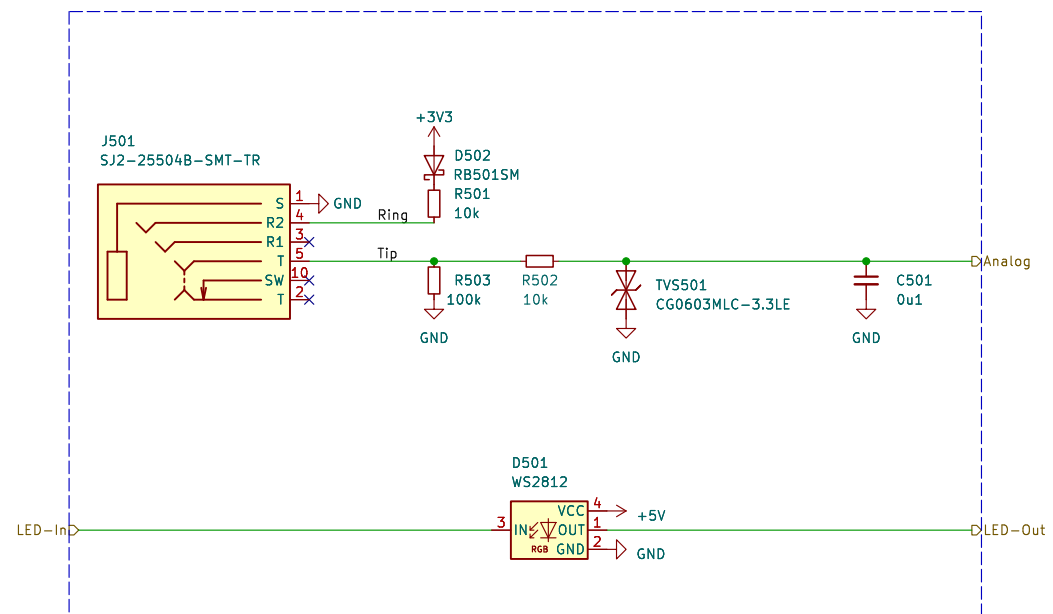 +3V3
J501
SJ2-25504B-SMT-TR
D502
RB501SM
R501
10k
S
1
GND
R2
4
Ring
R1
3
T
5
Tip
SW
10
T
2
R503
100k
GND
R502
10k
TVS501
CG0603MLC-3.3LE
GND
C501
0u1
GND
Analog
D501
WS2812
VCC
4
+5V
LED-In
3
IN
OUT
1
LED-Out
RGB
GND
2
GND